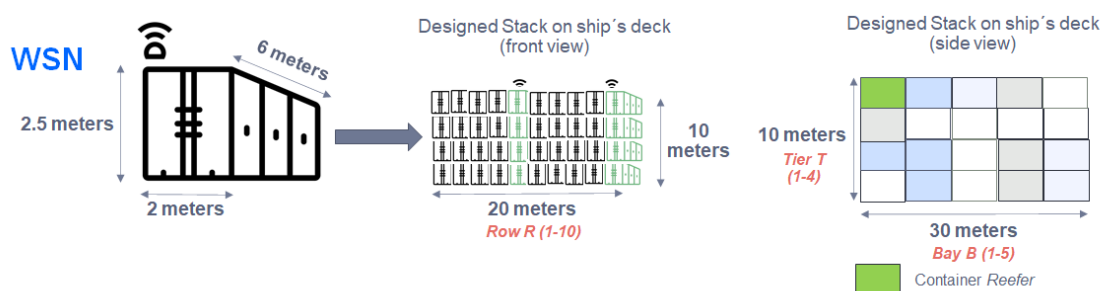 WSN
6 meters
2.5 meters
2 meters
Designed Stack on ship´s deck
(front view)
10
meters
20 meters
Row R (1-10)
Designed Stack on ship´s deck
(side view)
10 meters
Tier T
(1-4)
30 meters
Bay B (1-5)
Container Reefer